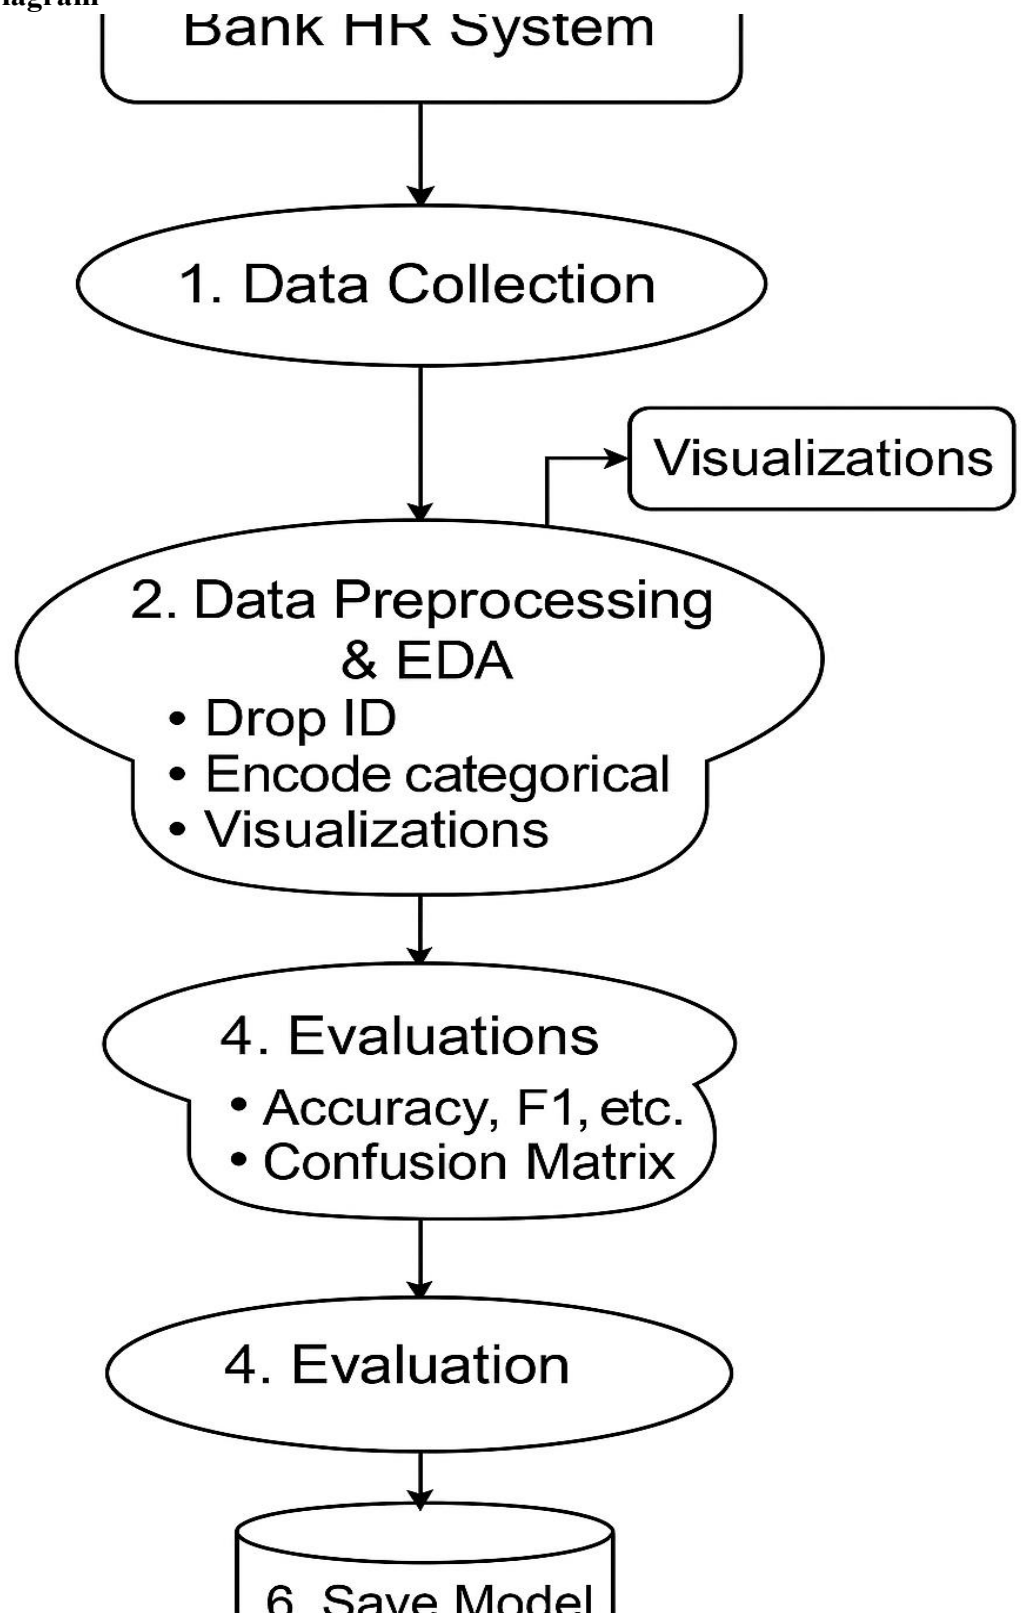 Bank HR System
1. Data Collection
Visualizations
2. Data Preprocessing
& EDA
• Drop ID
• Encode categorical
• Visualizations
4. Evaluations
• Accuracy, F1, etc.
• Confusion Matrix
4. Evaluation
6. Save Model